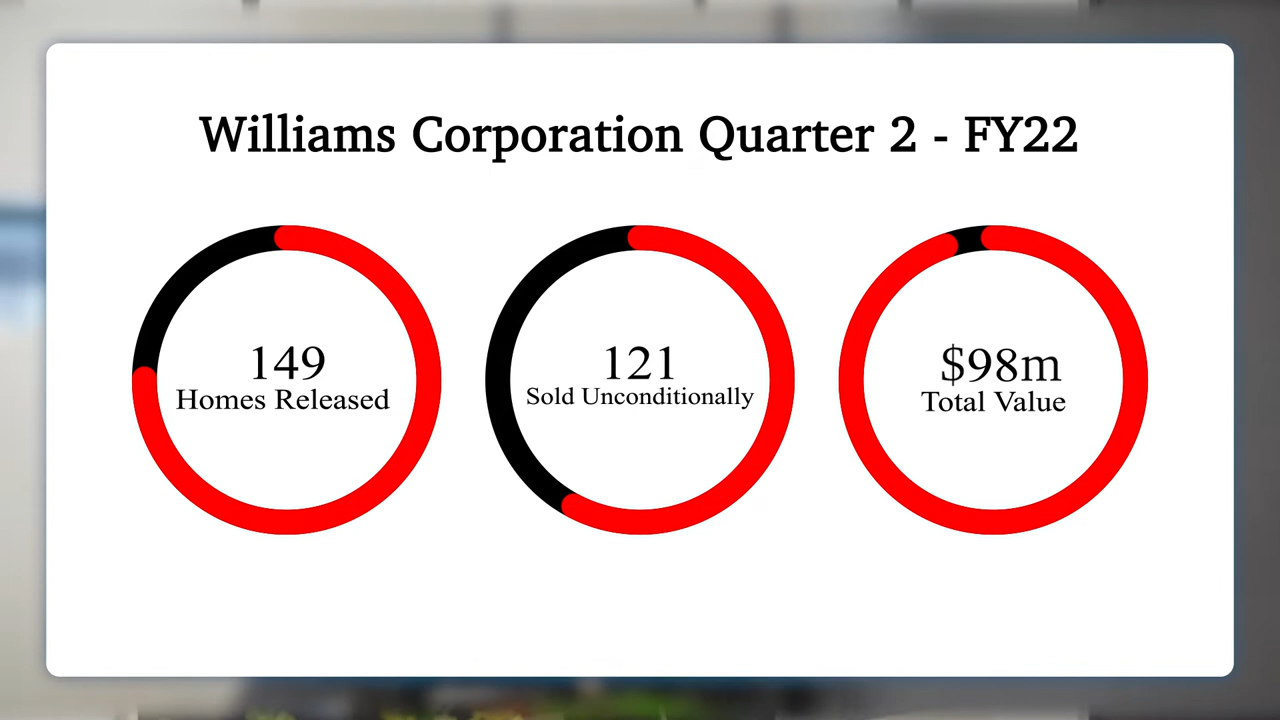 Williams Corporation Quarter 2 - FY22
149
Homes Released
121
Sold Unconditionally
$98m
Total Value